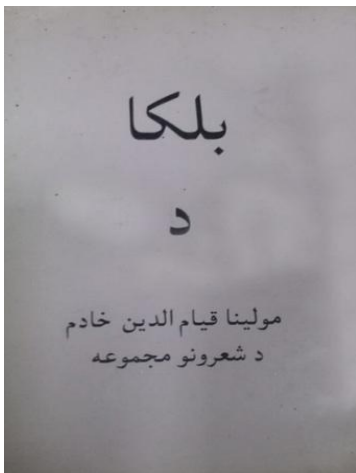 بلکا
د
مولینا قیام الدین خادم
د شعرونو مجموعه